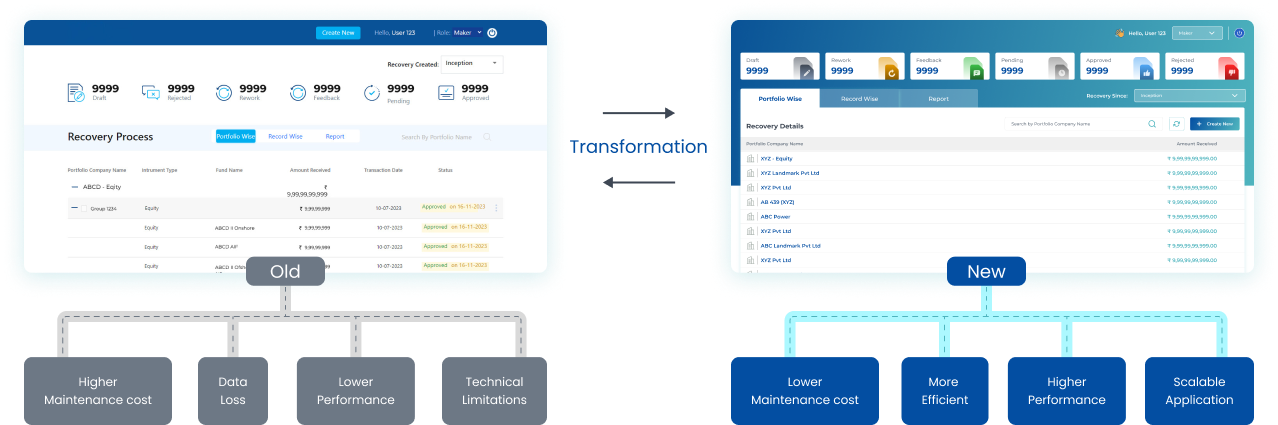 Create New
Hello, User 123
| Role: Maker
Recovery Created: Inception
9999
Draft
9999
Rejected
9999
Rework
9999
Feedback
9999
Pending
9999
Approved
Recovery Process
Portfolio Wise
Record Wise
Report
Search By Portfolio Name
Portfolio Company Name Intrument Type Fund Name Amount Received Transaction Date Status
— ABCD - Eqity
₹
9,99,99,99,999
— Group 1234 Equity ₹ 9,99,99,999 10-07-2023 Approved on 16-11-2023
Equity ABCD II Onshore ₹ 9,99,99,999 10-07-2023 Approved on 16-11-2023
Equity ABCD AIF ₹ 9,99,99,999 10-07-2023 Approved on 16-11-2023
Equity ₹ 9,99,99,999 10-07-2023 Approved on 16-11-2023
ABCD II
Old
Higher
Maintenance cost
Data
Loss
Lower
Performance
Technical
Limitations
Transformation
Hello, User 123
Maker
Draft
9999
Rework
9999
Feedback
9999
Pending
9999
Approved
9999
Rejected
9999
Portfolio Wise
Record Wise
Report
Recovery Since:
Inception
Recovery Details
Search by Portfolio Company Name
+ Create New
Portfolio Company Name Amount Received
XYZ - Equity ₹ 9,99,99,99,999.00
XYZ Landmark Pvt Ltd ₹ 9,99,99,99,999.00
XYZ Pvt Ltd ₹ 9,99,99,99,999.00
AB 439 (XYZ) ₹ 9,99,99,99,999.00
ABC Power ₹ 9,99,99,99,999.00
XYZ Pvt Ltd ₹ 9,99,99,99,999.00
ABC Landmark Pvt Ltd ₹ 9,99,99,99,999.00
XYZ Pvt Ltd ₹ 9,99,99,99,999.00
New
Lower
Maintenance cost
More
Efficient
Higher
Performance
Scalable
Application